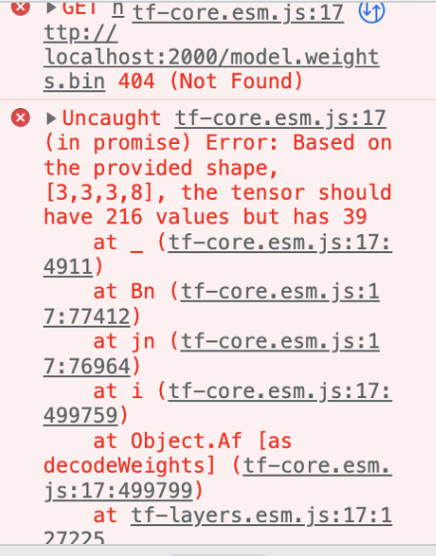 GET h tf-core.esm.js:17
ttp://
localhost:2000/model.weight
s.bin 404 (Not Found)
Uncaught tf-core.esm.js:17
(in promise) Error: Based on
the provided shape,
[3,3,3,8], the tensor should
have 216 values but has 39
at _ (tf-core.esm.js:17:
4911)
at Bn (tf-core.esm.js:1
7:77412)
at jn (tf-core.esm.js:1
7:76964)
at i (tf-core.esm.js:17:
499759)
at Object.Af [as
decodeWeights] (tf-core.esm.
js:17:499799)
at tf-layers.esm.js:17:1
27225